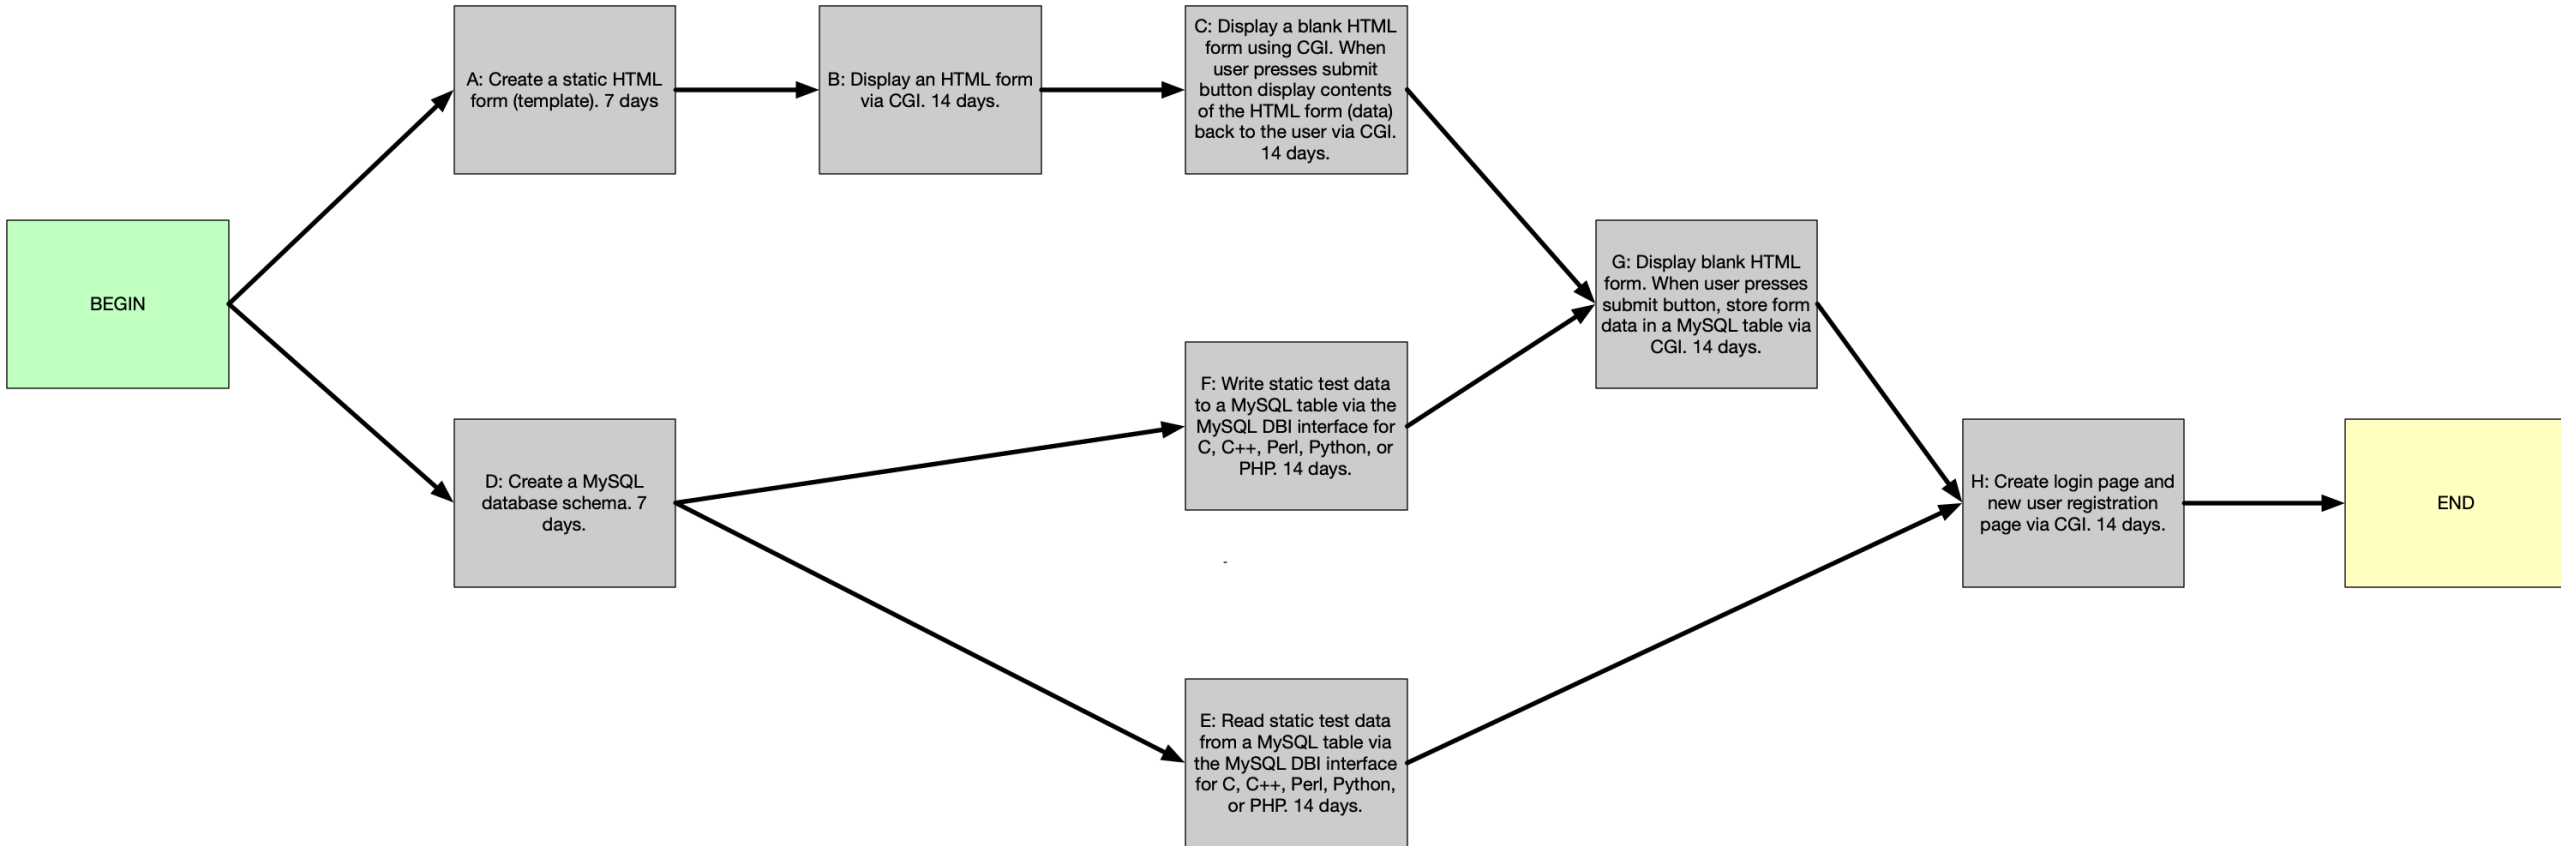 A: Create a static HTML
form (template). 7 days
B: Display an HTML form
via CGI. 14 days.
C: Display a blank HTML
form using CGI. When
user presses submit
button display contents
of the HTML form (data)
back to the user via CGI.
14 days.
BEGIN
G: Display blank HTML
form. When user presses
submit button, store form
data in a MySQL table via
CGI. 14 days.
F: Write static test data
to a MySQL table via the
MySQL DBI interface for
C, C++, Perl, Python, or
PHP. 14 days.
D: Create a MySQL
database schema. 7
days.
H: Create login page and
new user registration
page via CGI. 14 days.
END
-
E: Read static test data
from a MySQL table via
the MySQL DBI interface
for C, C++, Perl, Python,
or PHP. 14 days.